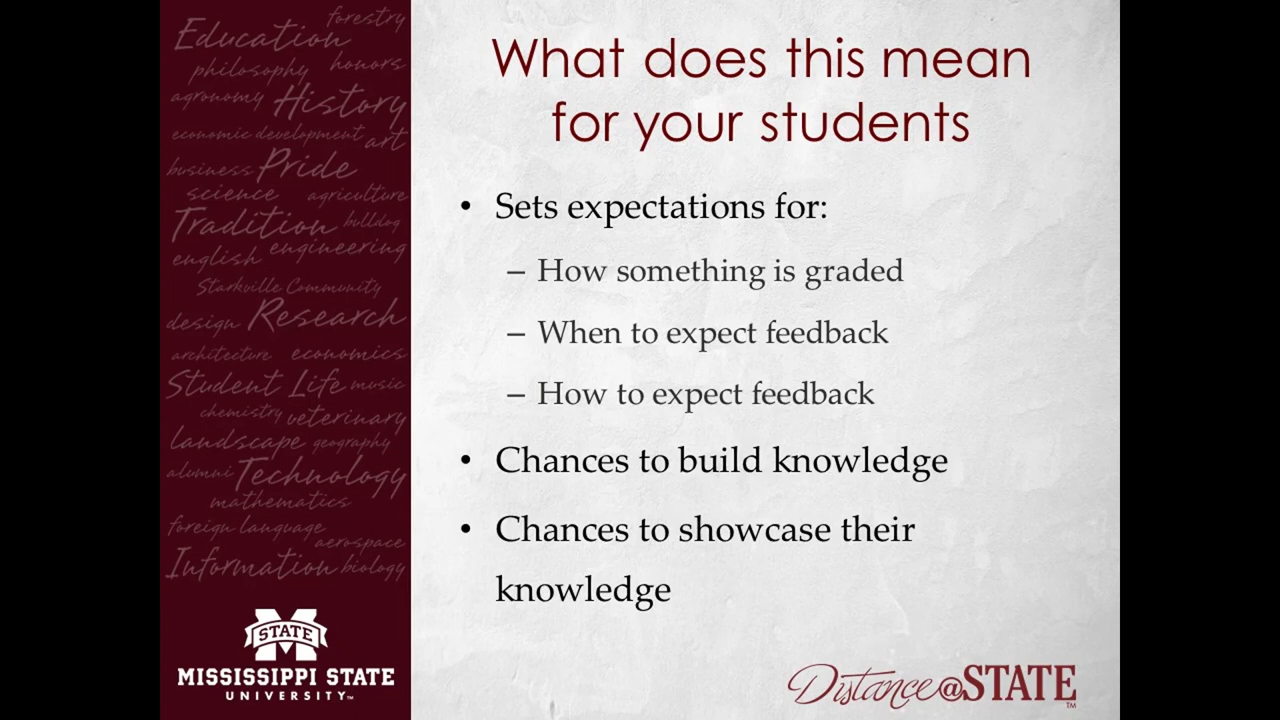 forestry
Education
philosophy honors
agronomy History
economic development art
business Pride
science agriculture
Tradition bulldog
english engineering
Starkville Community
design Research
architecture economics
Student Life music
chemistry veterinary
landscape geography
alumni Technology
mathematics
foreign language
aerospace
Information biology
STATE
MISSISSIPPI STATE
UNIVERSITY™
What does this mean
for your students
• Sets expectations for:
– How something is graded
– When to expect feedback
– How to expect feedback
• Chances to build knowledge
• Chances to showcase their
knowledge
Distance@STATE™